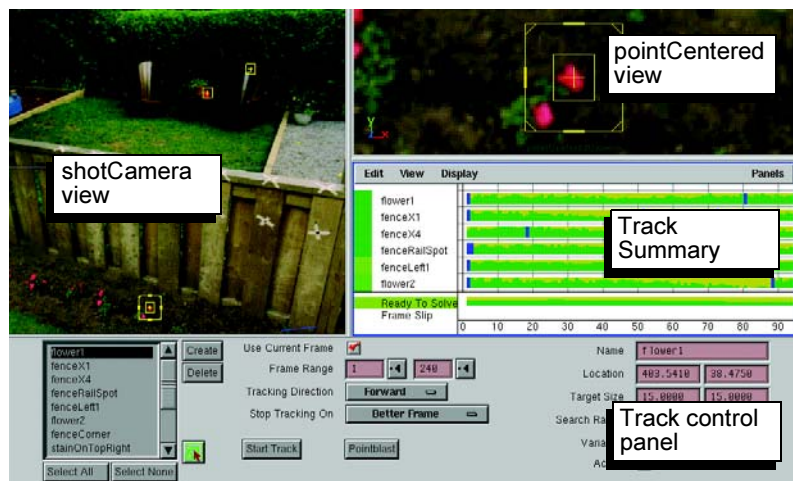 pointCentered
view
shotCamera
view
Edit View Display Panels
flower1
fenceX1
fenceX4
fenceRailSpot
fenceLeft1
flower2
Track
Summary
Ready To Solve
Frame Slip
0 10 20 30 40 50 60 70 80 90
flower1
fenceX1
fenceX4
fenceRailSpot
fenceLeft1
flower2
fenceCorner
stainOnTopRight
Create
Delete
Select All Select None
Use Current Frame
Frame Range 1 240
Tracking Direction Forward
Stop Tracking On Better Frame
Start Track Pointblast
Name flower1
Location 403.5410 38.4750
Target Size 15.0000 15.0000
Search
Track control
panel